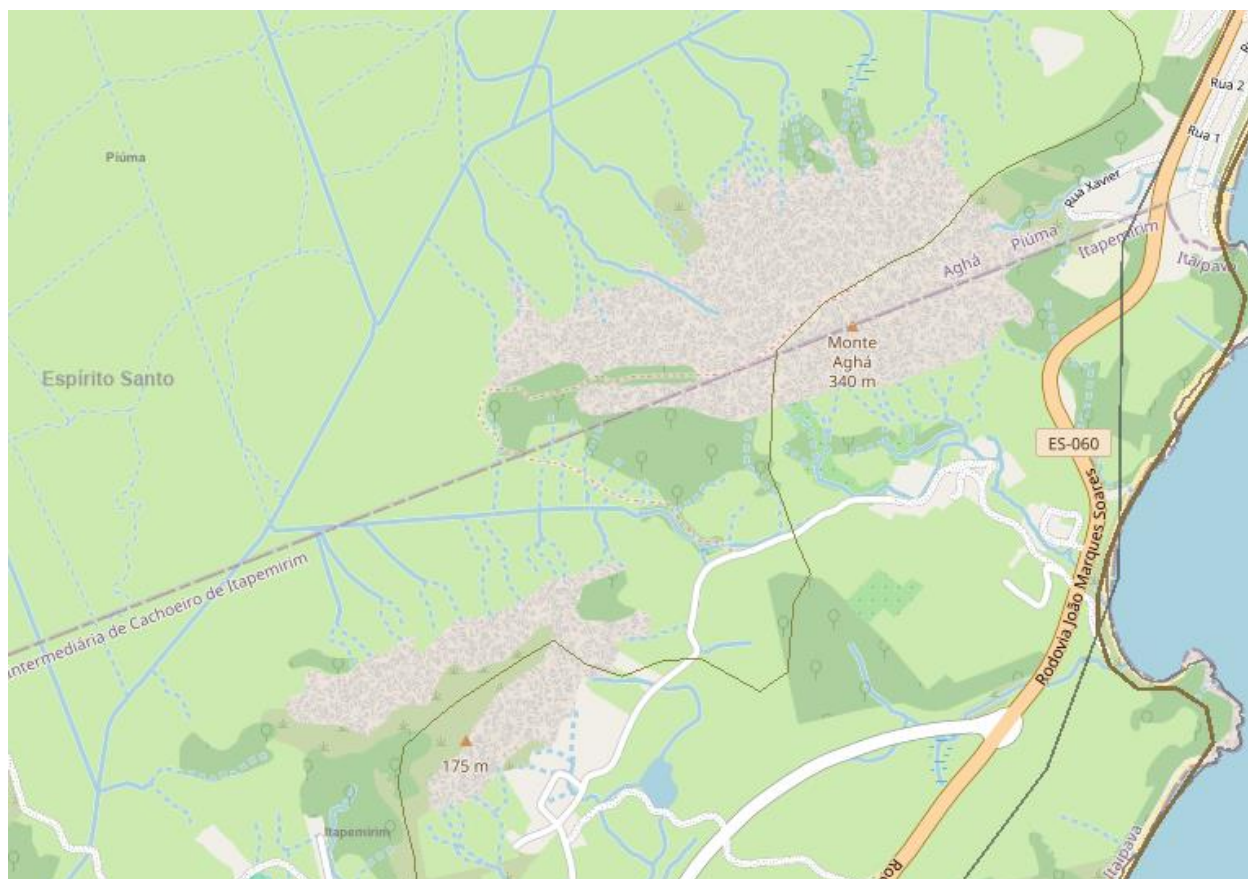 Rua 2
Rua 1
Piúma
Rua Xavier
Aghá
Piúma
Itapemirim
Itaipava
Monte
Aghá
340 m
Espírito Santo
ES-060
Rodovia João Marques Soares
Intermediária de Cachoeiro de Itapemirim
175 m
Itapemirim
Itaipava
Ro